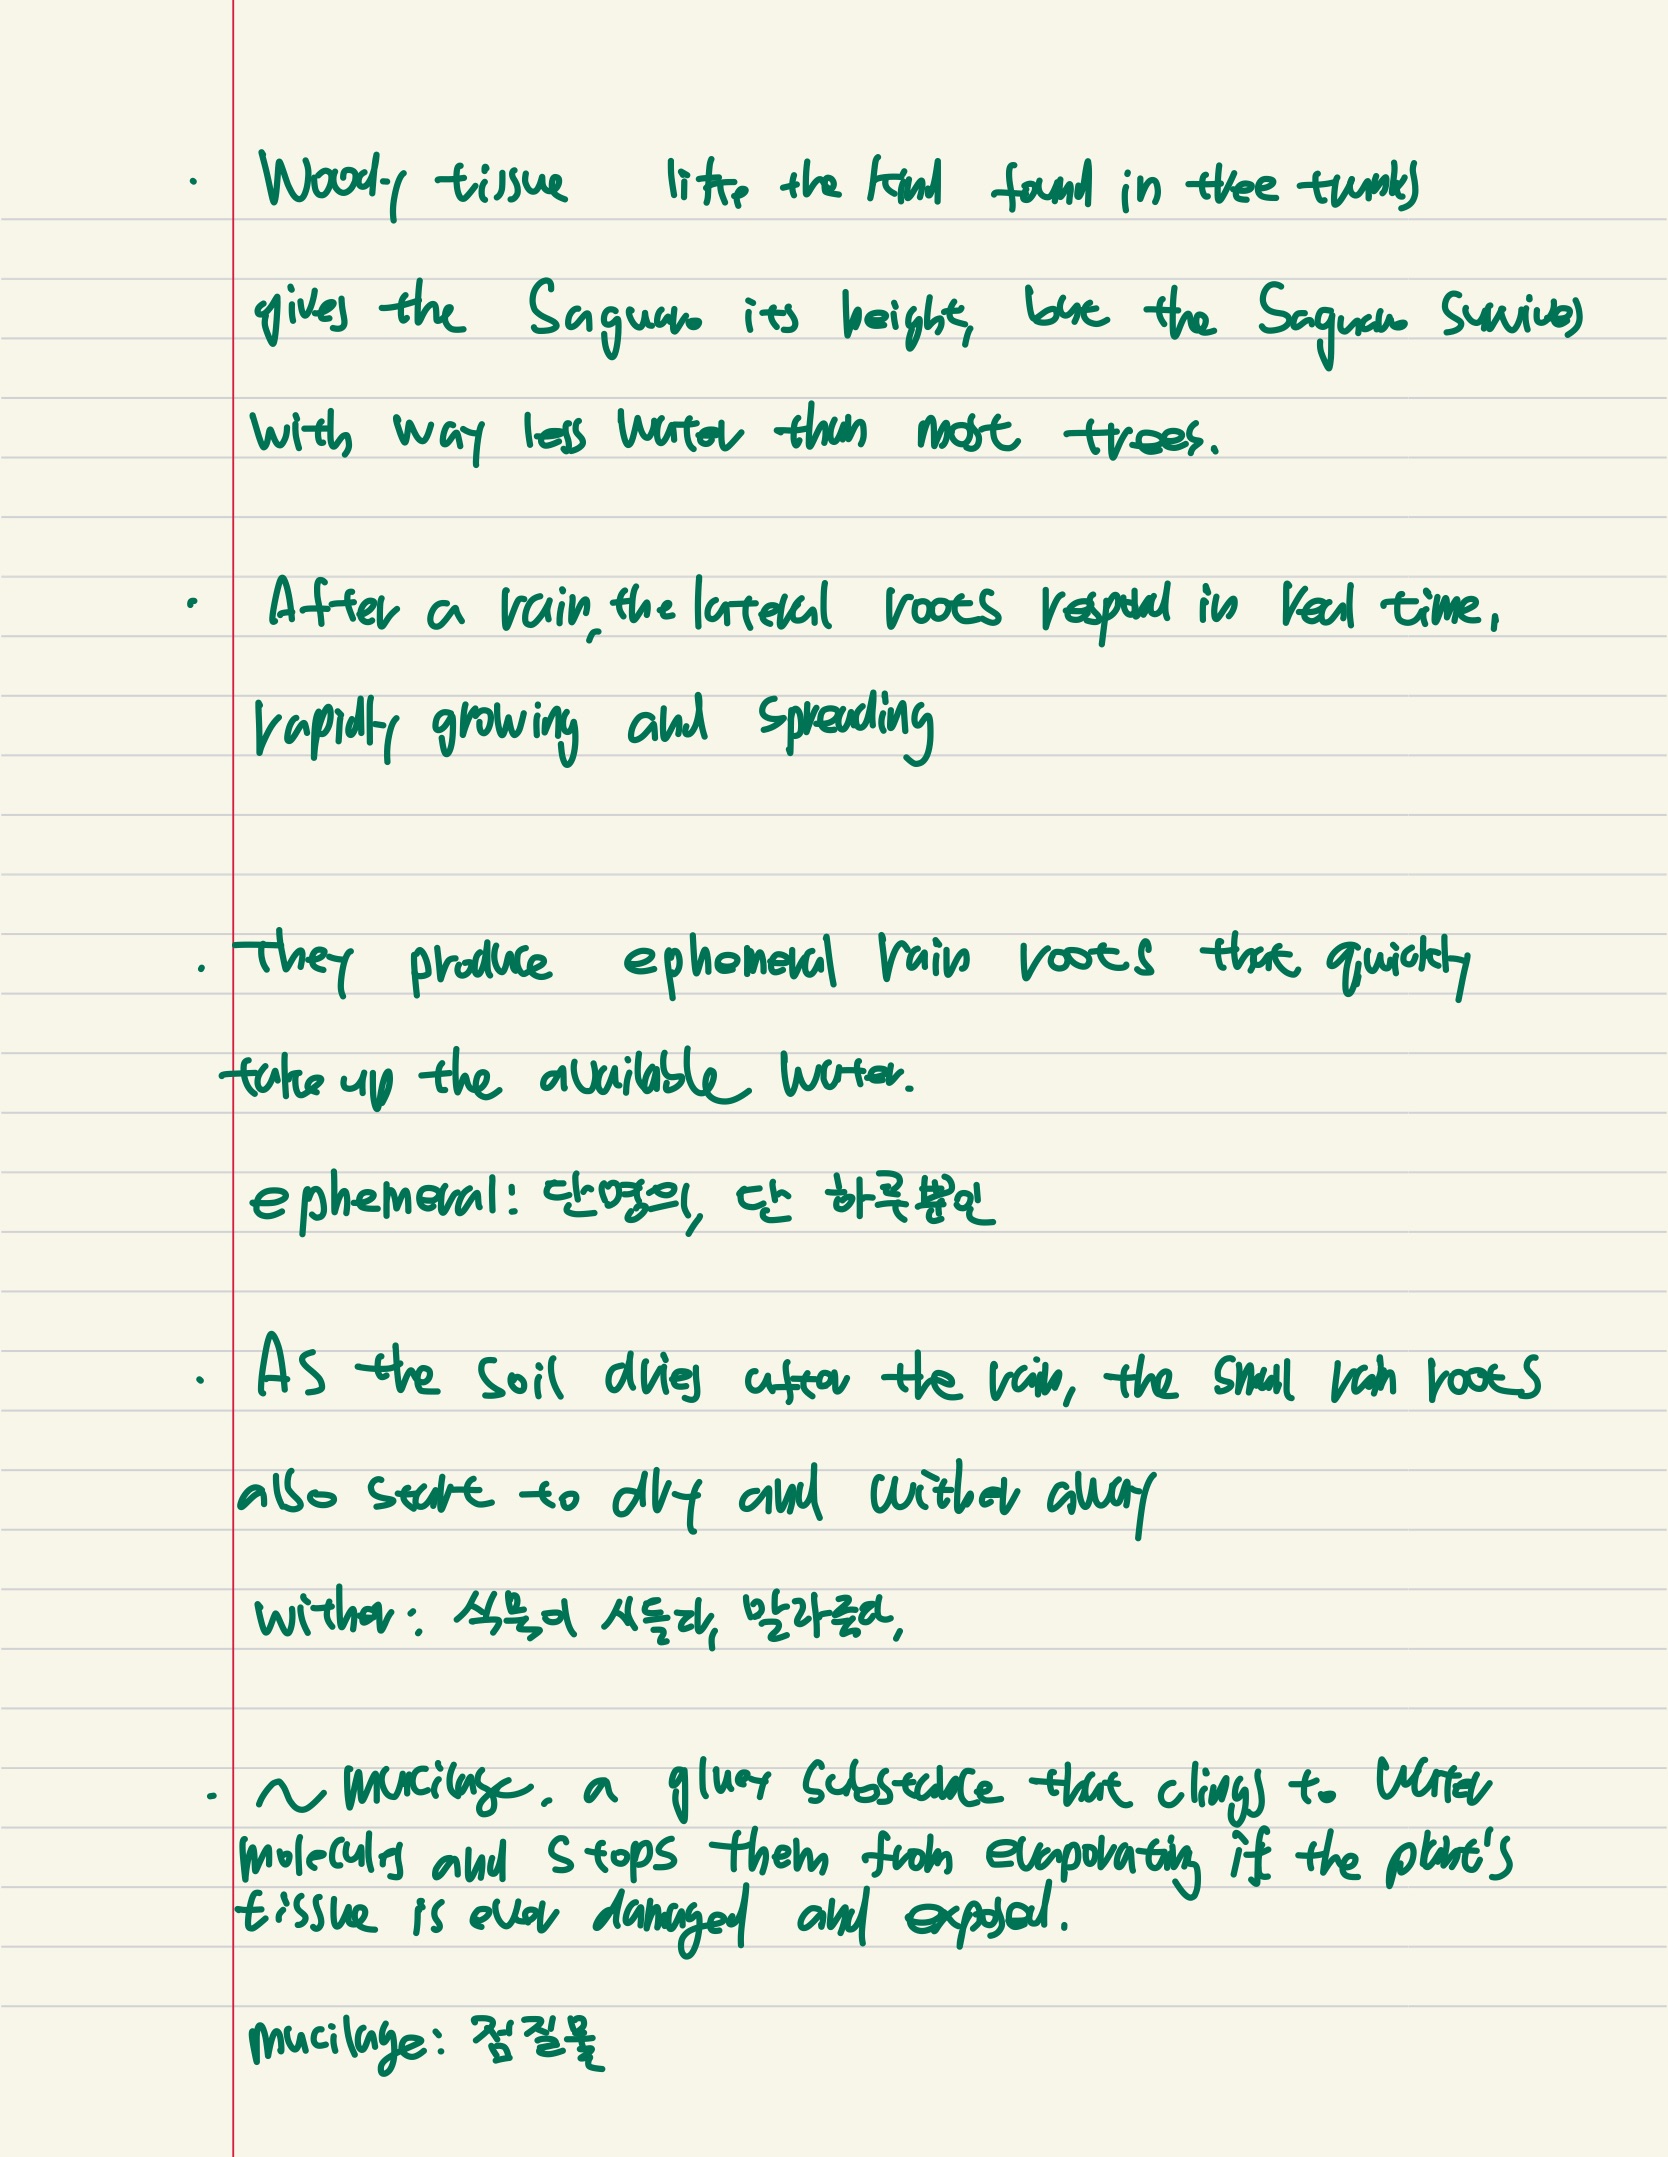 · Woody tissue like the kind found in thee trunks
gives the Saguaro its height, but the Saguaro survives
with way less water than most trees.
· After a rain, the lateral roots respond in real time,
rapidly growing and spreading
· They produce ephemeral rain roots that quickly
take up the available water.
ephemeral: 단명의, 단 하루뿐인
· As the soil dries after the rain, the small rain roots
also start to dry and wither away
wither: 식물이 시들다, 말라죽다,
· ~ mucilage. a gluey substance that clings to water
molecules and stops them from evaporating if the plant's
tissue is ever damaged and exposed.
mucilage: 점질물